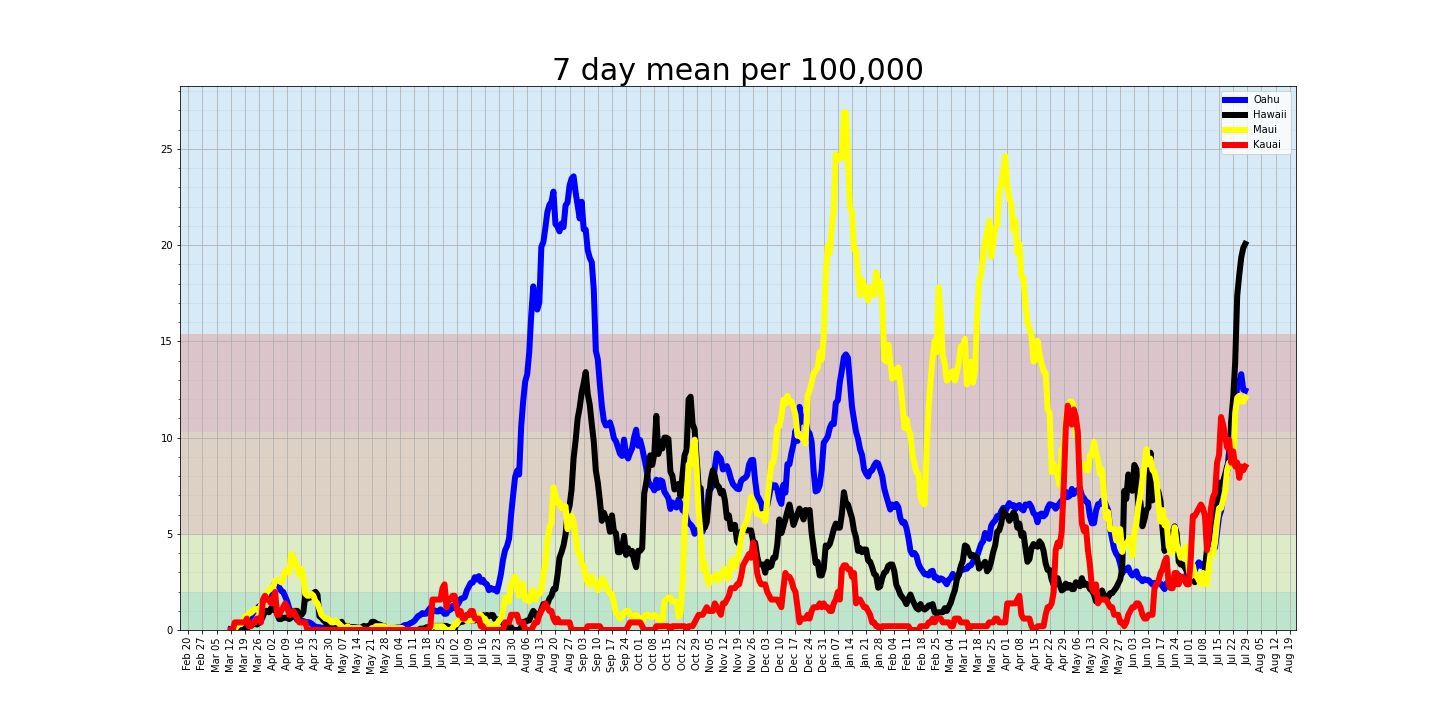 7 day mean per 100,000
Oahu
Hawaii
Maui
Kauai
25
20
15
10
5
0
Feb 20
Feb 27
Mar 05
Mar 12
Mar 19
Mar 26
Apr 02
Apr 09
Apr 16
Apr 23
Apr 30
May 07
May 14
May 21
May 28
Jun 04
Jun 11
Jun 18
Jun 25
Jul 02
Jul 09
Jul 16
Jul 23
Jul 30
Aug 06
Aug 13
Aug 20
Aug 27
Sep 03
Sep 10
Sep 17
Sep 24
Oct 01
Oct 08
Oct 15
Oct 22
Oct 29
Nov 05
Nov 12
Nov 19
Nov 26
Dec 03
Dec 10
Dec 17
Dec 24
Dec 31
Jan 07
Jan 14
Jan 21
Jan 28
Feb 04
Feb 11
Feb 18
Feb 25
Mar 04
Mar 11
Mar 18
Mar 25
Apr 01
Apr 08
Apr 15
Apr 22
Apr 29
May 06
May 13
May 20
May 27
Jun 03
Jun 10
Jun 17
Jun 24
Jul 01
Jul 08
Jul 15
Jul 22
Jul 29
Aug 05
Aug 12
Aug 19